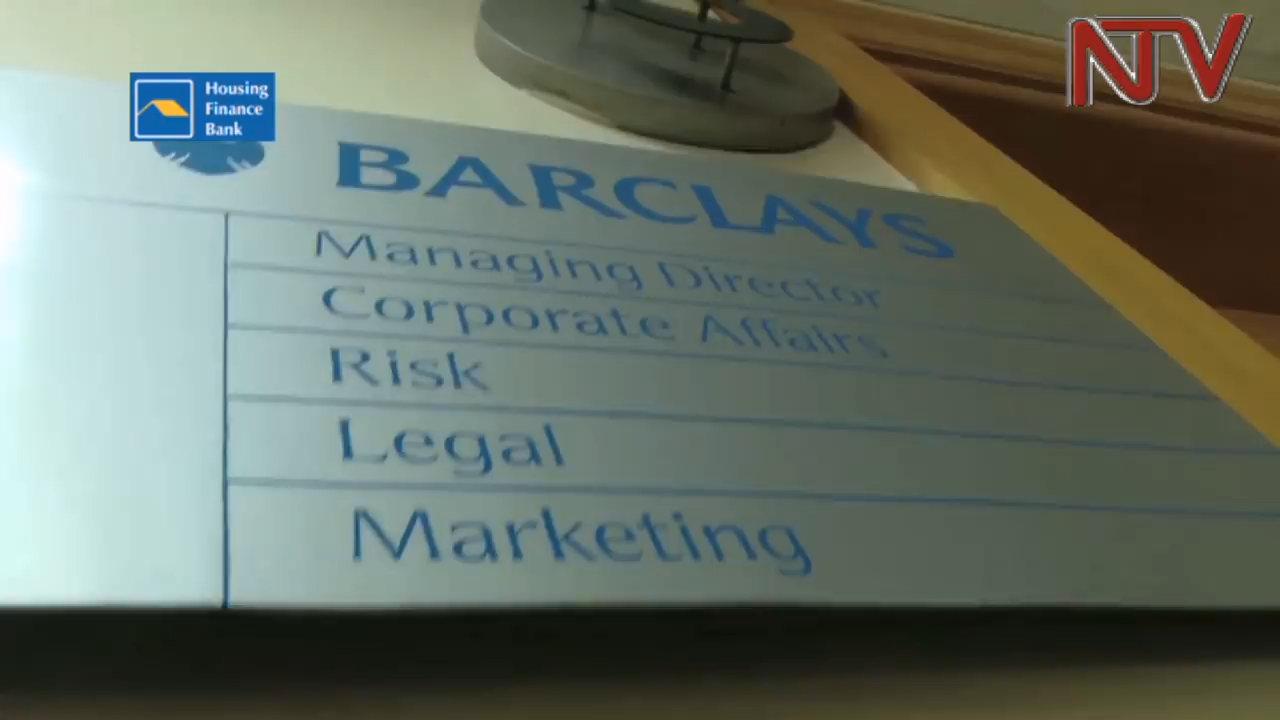 NTV
Housing
Finance
Bank
BARCLAYS
Managing Director
Corporate Affairs
Risk
Legal
Marketing